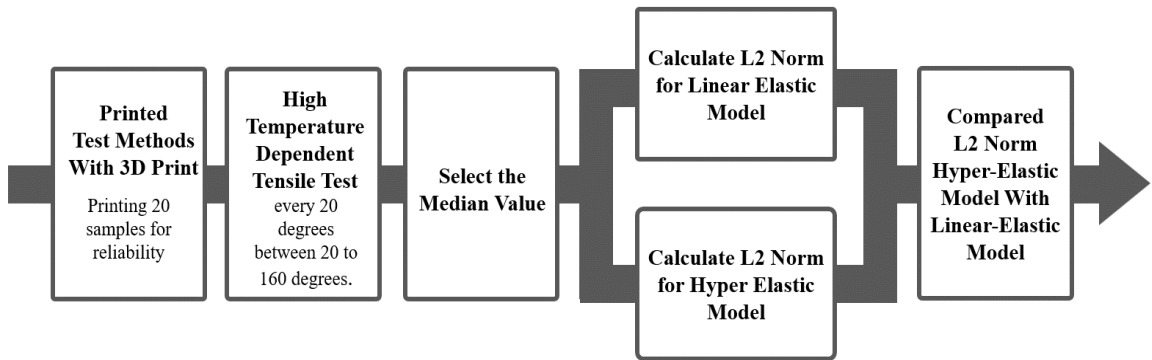 Printed
Test Methods
With 3D Print
Printing 20
samples for
reliability
High
Temperature
Dependent
Tensile Test
every 20
degrees
between 20 to
160 degrees.
Select the
Median Value
Calculate L2 Norm
for Linear Elastic
Model
Calculate L2 Norm
for Hyper Elastic
Model
Compared
L2 Norm
Hyper-Elastic
Model With
Linear-Elastic
Model